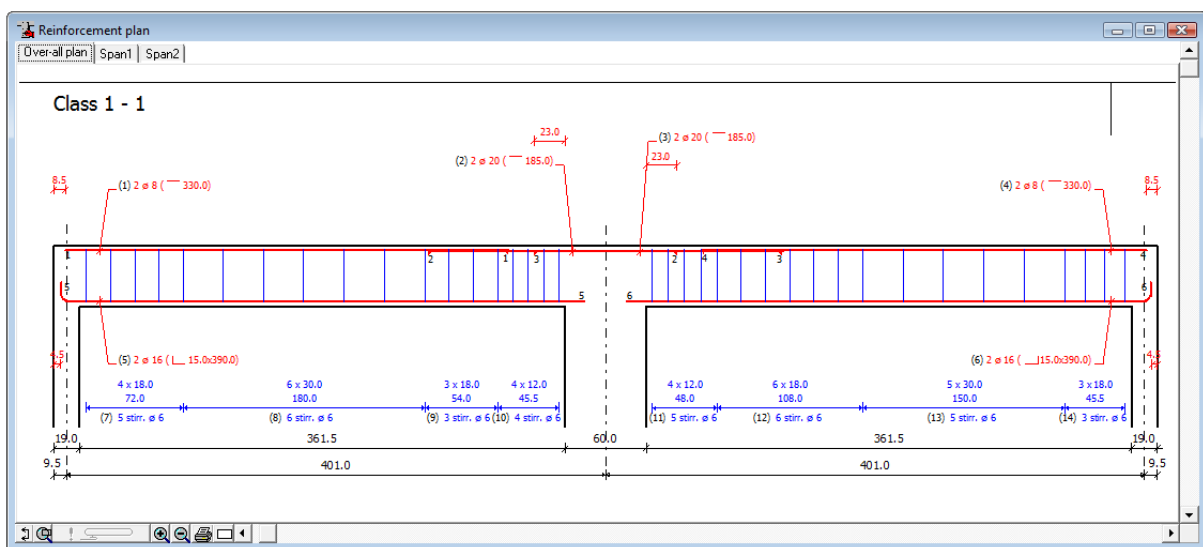 Reinforcement plan
Over-all plan Span1 Span2
Class 1 - 1
23.0 (3) 2 ø 20 ( 185.0)
(2) 2 ø 20 ( 185.0) 23.0
8.5 (1) 2 ø 8 ( 330.0) (4) 2 ø 8 ( 330.0) 8.5
1 2 1 3 2 4 3 4
5 5 6 6
4.5 (5) 2 ø 16 ( 15.0x390.0) (6) 2 ø 16 ( 15.0x390.0) 4.5
4 x 18.0 6 x 30.0 3 x 18.0 4 x 12.0 4 x 12.0 6 x 18.0 5 x 30.0 3 x 18.0
72.0 180.0 54.0 45.5 48.0 108.0 150.0 45.5
(7) 5 stirr. ø 6 (8) 6 stirr. ø 6 (9) 3 stirr. ø 6 (10) 4 stirr. ø 6 (11) 5 stirr. ø 6 (12) 6 stirr. ø 6 (13) 5 stirr. ø 6 (14) 3 stirr. ø 6
19.0 361.5 60.0 361.5 19.0
9.5 401.0 401.0 9.5